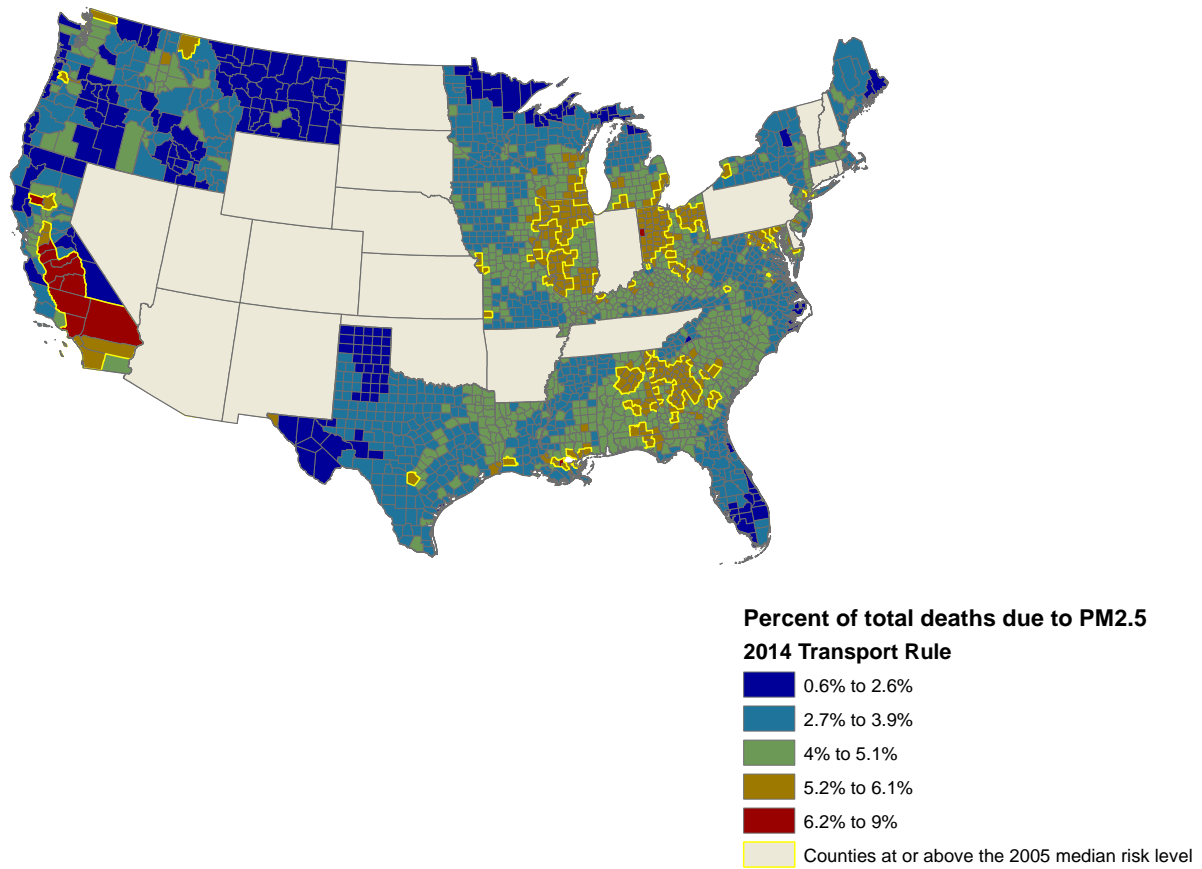 Percent of total deaths due to PM2.5
2014 Transport Rule
0.6% to 2.6%
2.7% to 3.9%
4% to 5.1%
5.2% to 6.1%
6.2% to 9%
Counties at or above the 2005 median risk level